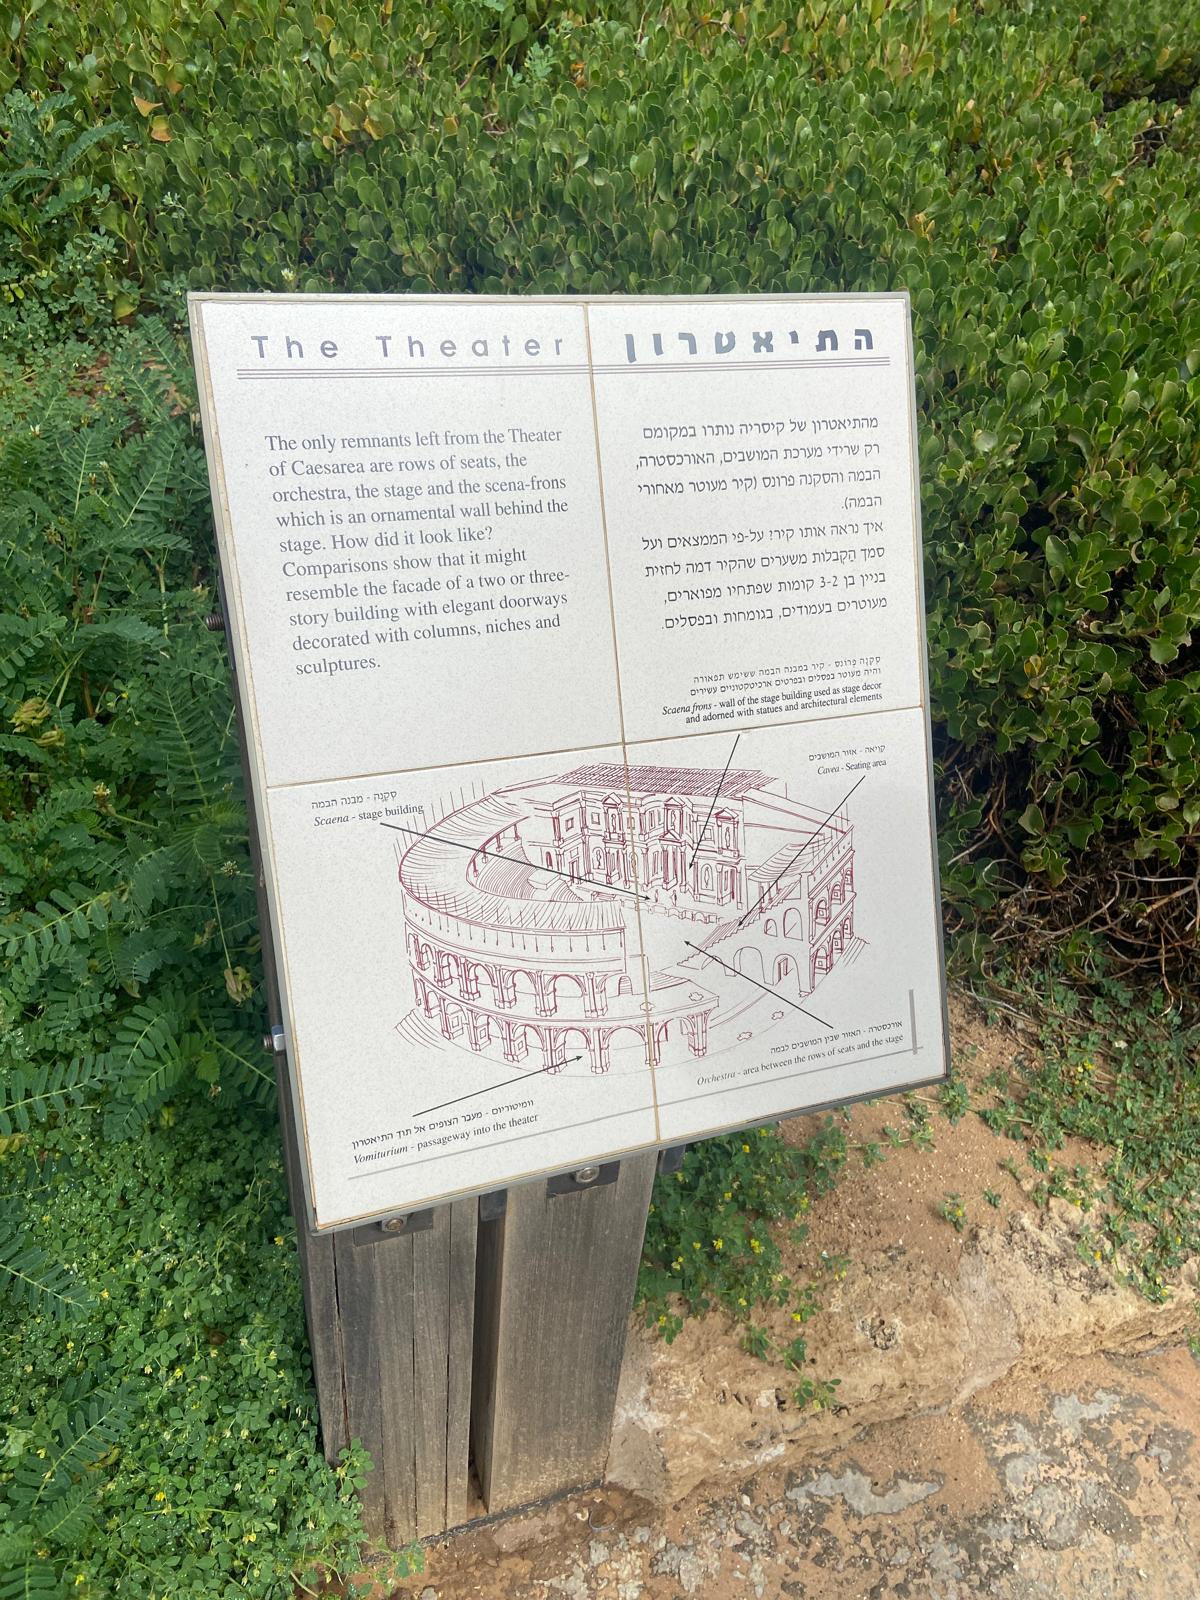 The Theater
The only remnants left from the Theater
of Caesarea are rows of seats, the
orchestra, the stage and the scena-frons
which is an ornamental wall behind the
stage. How did it look like?
Comparisons show that it might
resemble the facade of a two or three-
story building with elegant doorways
decorated with columns, niches and
sculptures.
התיאטרון
מהתיאטרון של קיסריה נותרו במקומם
רק שרידי מערכת המושבים, האורכסטרה,
הבמה והסקנה פרונס (קיר מעוטר מאחורי
הבמה).
איך נראה אותו קיר? על-פי הממצאים ועל
סמך הקבלות משערים שהקיר דמה לחזית
בניין בן 2-3 קומות שפתחיו מפוארים,
מעוטרים בעמודים, בגומחות ובפסלים.
סקנה פרונס - קיר במבנה הבמה ששימש תפאורה
והיה מעוטר בפסלים ובפרטים ארכיטקטוניים עשירים
Scaena frons - wall of the stage building used as stage decor
and adorned with statues and architectural elements
קויאה - אזור המושבים
Cavea - Seating area
סקנה - מבנה הבמה
Scaena - stage building
אורכסטרה - האזור שבין המושבים לבמה
Orchestra - area between the rows of seats and the stage
וומיטוריום - מעבר הצופים אל תוך התיאטרון
Vomiturium - passageway into the theater